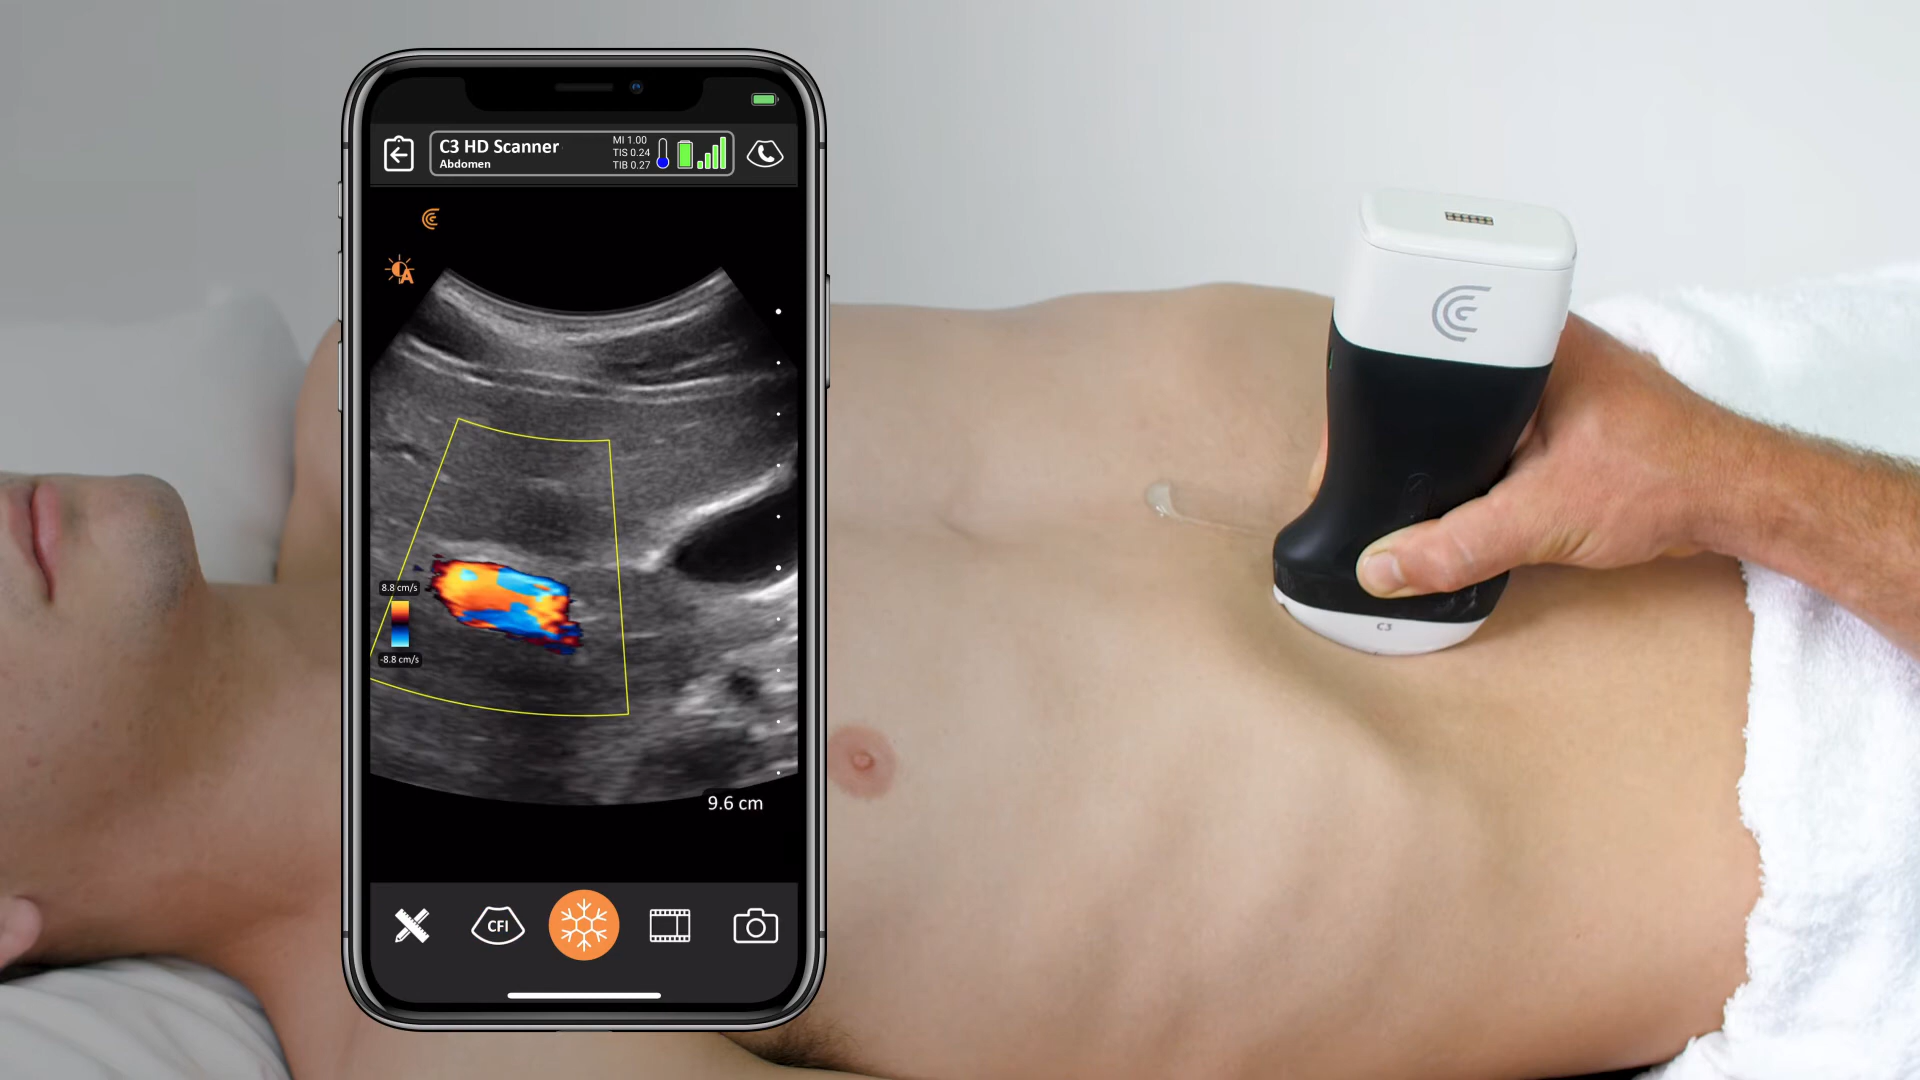 C3 HD Scanner
Abdomen
MI 1.00
TIS 0.24
TIB 0.27
A
8.8 cm/s
-8.8 cm/s
9.6 cm
CFI
C3